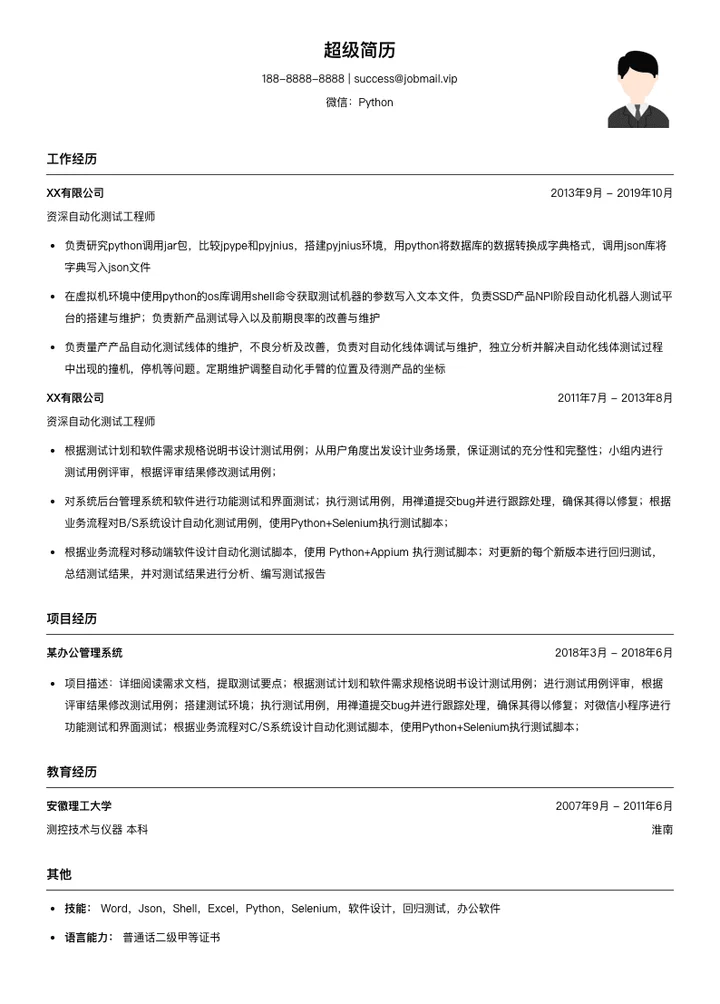 超级简历
188-8888-8888 | success@jobmail.vip
微信：Python
工作经历
XX有限公司 2013年9月 – 2019年10月
资深自动化测试工程师
• 负责研究python调用jar包，比较jpype和pyjnius，搭建pyjnius环境，用python将数据库的数据转换成字典格式，调用json库将
字典写入json文件
• 在虚拟机环境中使用python的os库调用shell命令获取测试机器的参数写入文本文件，负责SSD产品NPI阶段自动化机器人测试平
台的搭建与维护；负责新产品测试导入以及前期良率的改善与维护
• 负责量产产品自动化测试线体的维护，不良分析及改善，负责对自动化线体调试与维护，独立分析并解决自动化线体测试过程
中出现的撞机，停机等问题。定期维护调整自动化手臂的位置及待测产品的坐标
XX有限公司 2011年7月 – 2013年8月
资深自动化测试工程师
• 根据测试计划和软件需求规格说明书设计测试用例；从用户角度出发设计业务场景，保证测试的充分性和完整性；小组内进行
测试用例评审，根据评审结果修改测试用例；
• 对系统后台管理系统和软件进行功能测试和界面测试；执行测试用例，用禅道提交bug并进行跟踪处理，确保其得以修复；根据
业务流程对B/S系统设计自动化测试用例，使用Python+Selenium执行测试脚本；
• 根据业务流程对移动端软件设计自动化测试脚本，使用 Python+Appium 执行测试脚本；对更新的每个新版本进行回归测试，
总结测试结果，并对测试结果进行分析、编写测试报告
项目经历
某办公管理系统 2018年3月 – 2018年6月
• 项目描述：详细阅读需求文档，提取测试要点；根据测试计划和软件需求规格说明书设计测试用例；进行测试用例评审，根据
评审结果修改测试用例；搭建测试环境；执行测试用例，用禅道提交bug并进行跟踪处理，确保其得以修复；对微信小程序进行
功能测试和界面测试；根据业务流程对C/S系统设计自动化测试脚本，使用Python+Selenium执行测试脚本；
教育经历
安徽理工大学 2007年9月 – 2011年6月
测控技术与仪器 本科 淮南
其他
• 技能： Word，Json，Shell，Excel，Python，Selenium，软件设计，回归测试，办公软件
• 语言能力： 普通话二级甲等证书